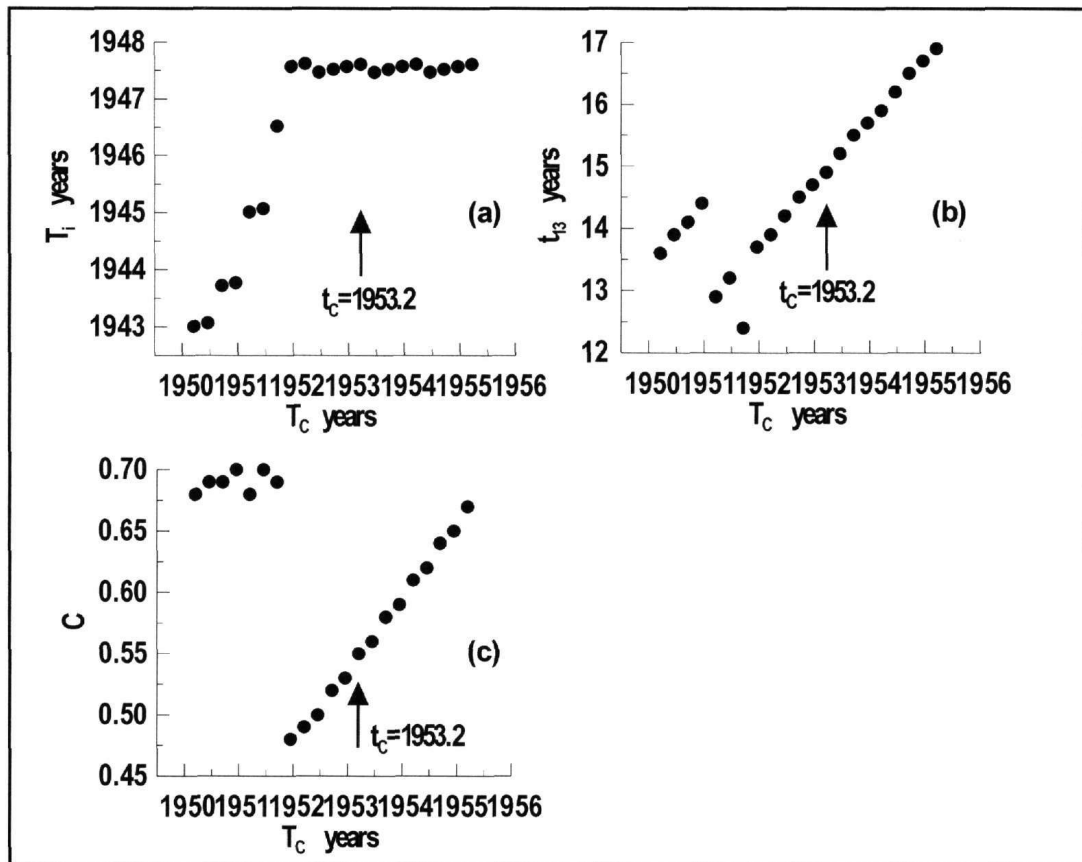 1948
1947
1946
1945
1944
1943
T_i years
(a)
t_C=1953.2
1950 1951 1952 1953 1954 1955 1956
T_C years
17
16
15
14
13
12
t_13 years
(b)
t_C=1953.2
1950 1951 1952 1953 1954 1955 1956
T_C years
0.70
0.65
0.60
0.55
0.50
0.45
C
(c)
t_C=1953.2
1950 1951 1952 1953 1954 1955 1956
T_C years